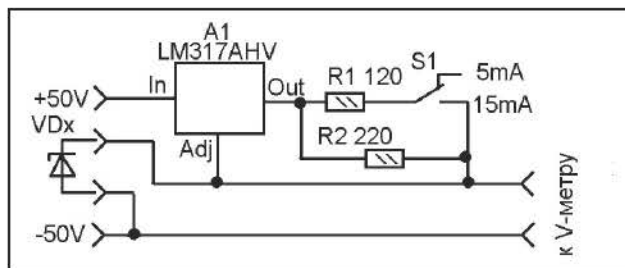 A1
LM317AHV
In
Out
Adj
R1 120
S1
5mA
15mA
R2 220
+50V
VDx
-50V
к V-метру